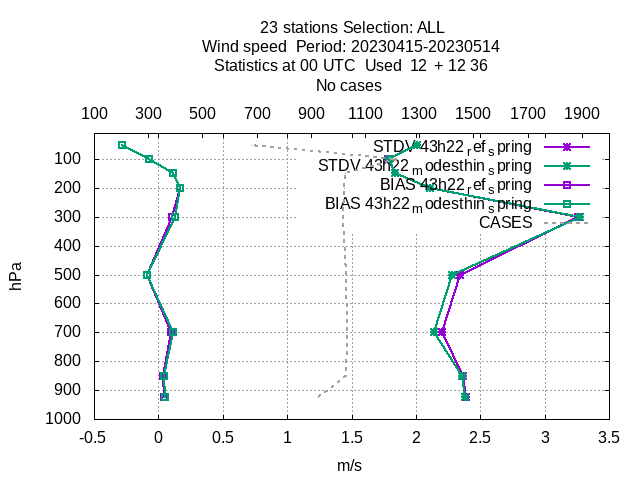 23 stations Selection: ALL
Wind speed  Period: 20230415-20230514
Statistics at 00 UTC  Used  12  + 12 36
No cases
100 300 500 700 900 1100 1300 1500 1700 1900
STDV 43h22_ref_spring
STDV 43h22_modesthin_spring
BIAS 43h22_ref_spring
BIAS 43h22_modesthin_spring
CASES
hPa
100
200
300
400
500
600
700
800
900
1000
-0.5 0 0.5 1 1.5 2 2.5 3 3.5
m/s